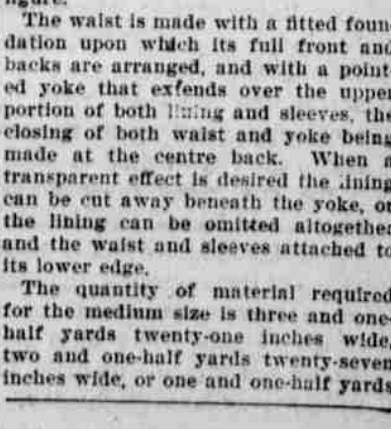 figure.
The waist is made with a fitted foun-
dation upon which its full front and
backs are arranged, and with a point-
ed yoke that extends over the upper
portion of both lining and sleeves, the
closing of both waist and yoke being
made at the centre back. When a
transparent effect is desired the lining
can be cut away beneath the yoke, or
the lining can be omitted altogether
and the waist and sleeves attached to
its lower edge.
The quantity of material required
for the medium size is three and one-
half yards twenty-one inches wide,
two and one-half yards twenty-seven
inches wide, or one and one-half yards